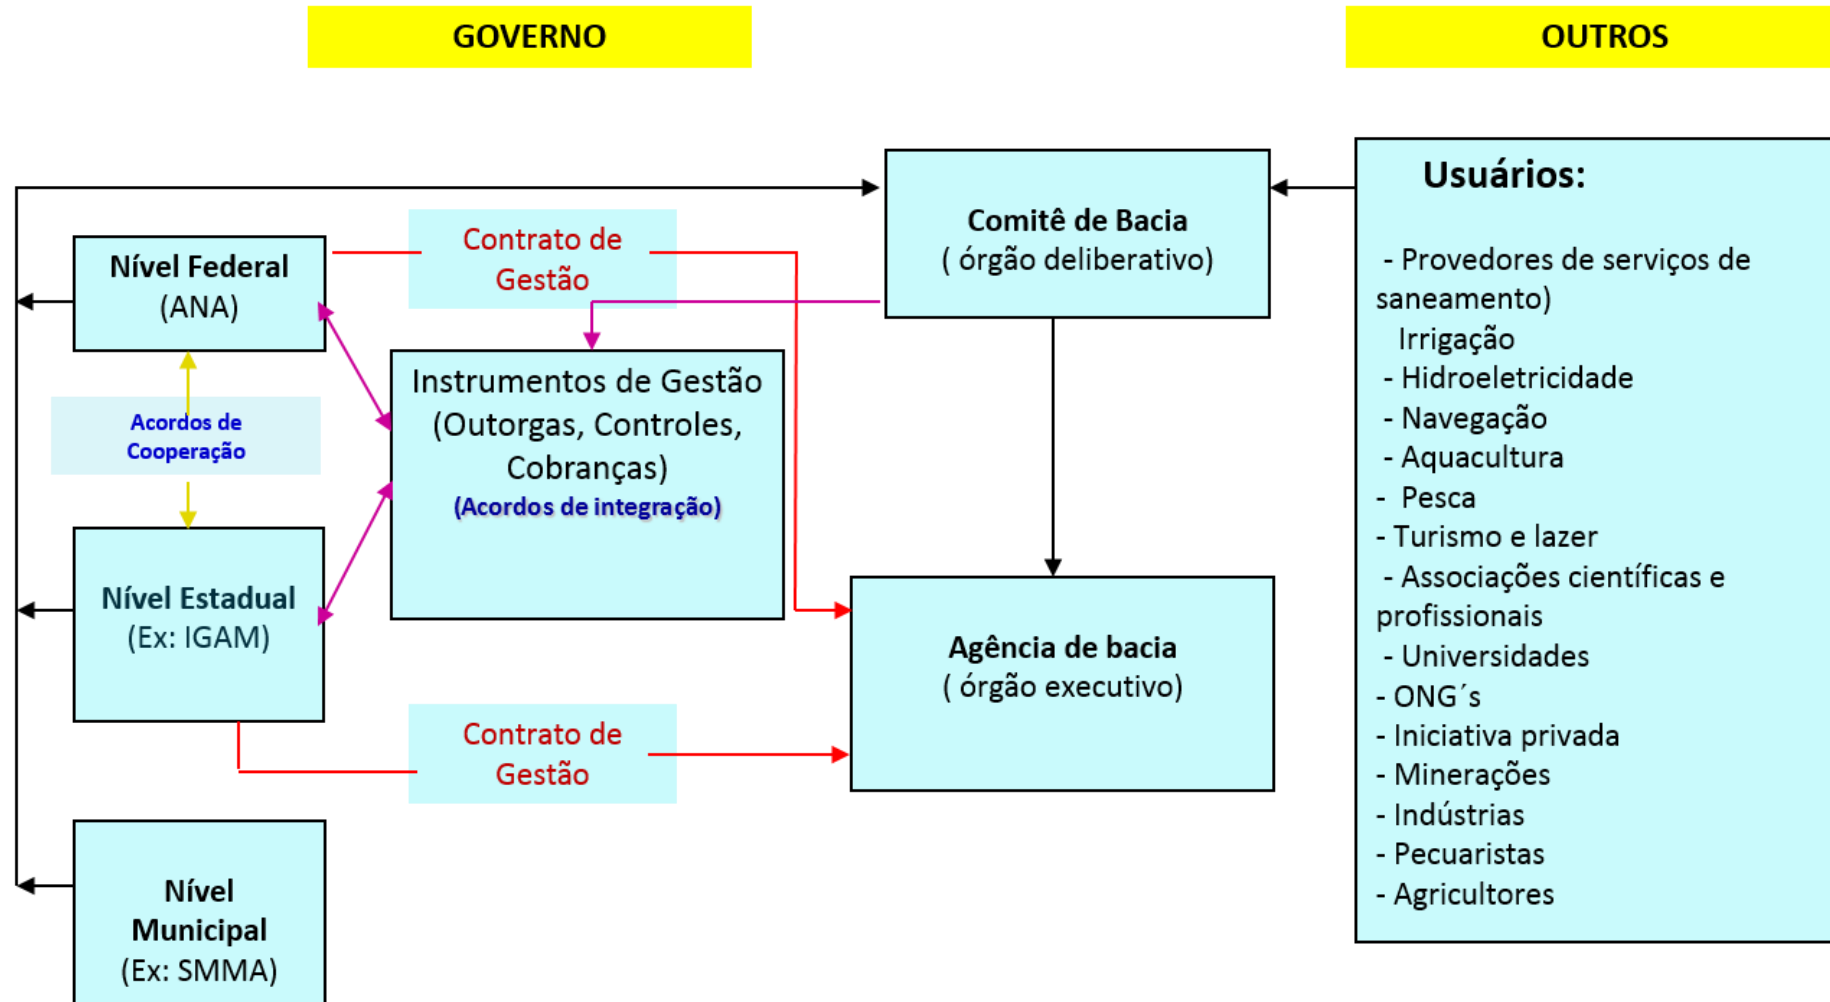 GOVERNO
OUTROS
Nível Federal
(ANA)
Acordos de
Cooperação
Nível Estadual
(Ex: IGAM)
Nível
Municipal
(Ex: SMMA)
Contrato de
Gestão
Instrumentos de Gestão
(Outorgas, Controles,
Cobranças)
(Acordos de integração)
Contrato de
Gestão
Comitê de Bacia
( órgão deliberativo)
Agência de bacia
( órgão executivo)
Usuários:
- Provedores de serviços de
saneamento)
Irrigação
- Hidroeletricidade
- Navegação
- Aquacultura
- Pesca
- Turismo e lazer
- Associações científicas e
profissionais
- Universidades
- ONG´s
- Iniciativa privada
- Minerações
- Indústrias
- Pecuaristas
- Agricultores